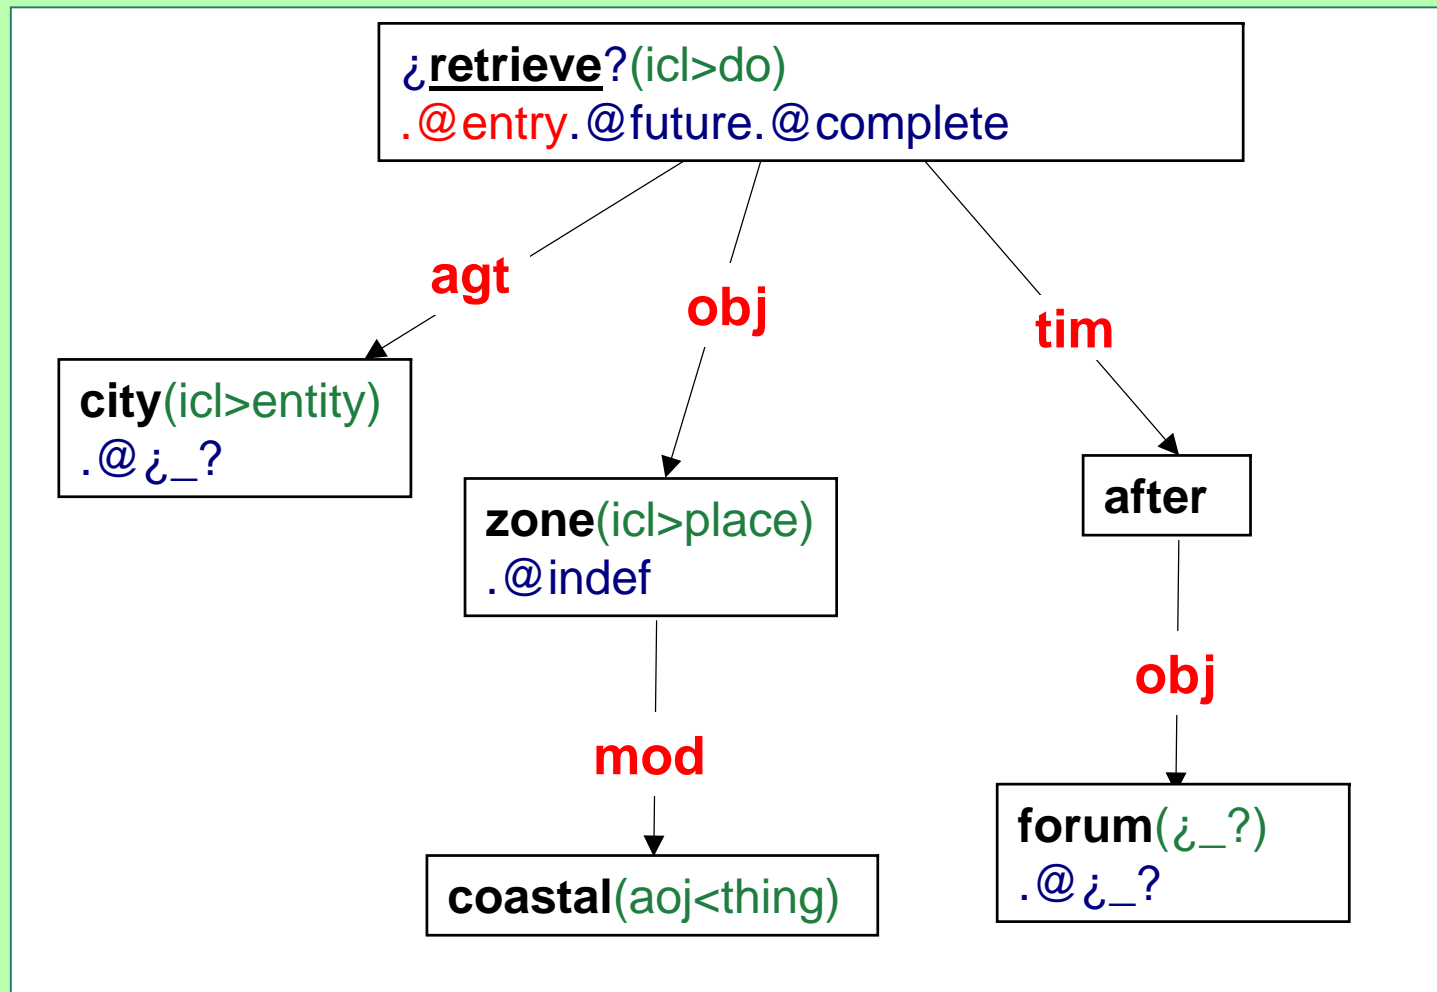 ¿retrieve?(icl>do)
.@entry.@future.@complete
agt
obj
tim
city(icl>entity)
.@¿_?
zone(icl>place)
.@indef
after
mod
obj
coastal(aoj<thing)
forum(¿_?)
.@¿_?